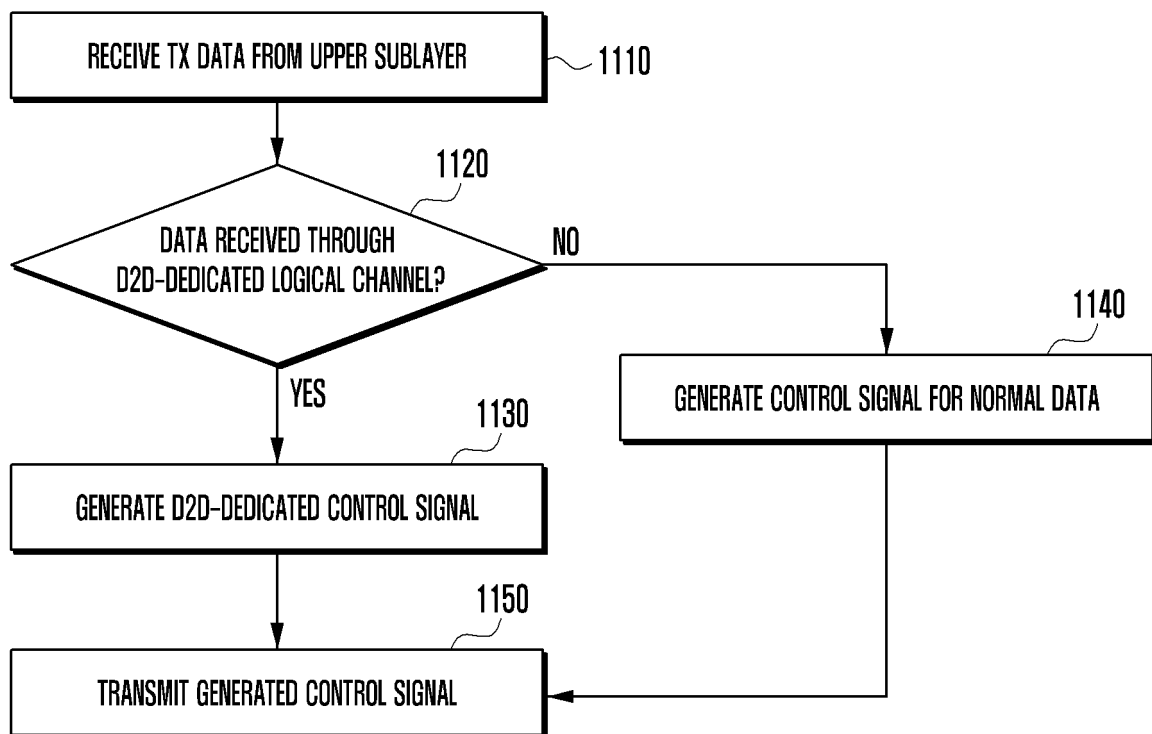 RECEIVE TX DATA FROM UPPER SUBLAYER
1110
1120
DATA RECEIVED THROUGH
D2D-DEDICATED LOGICAL CHANNEL?
NO
YES
1140
GENERATE CONTROL SIGNAL FOR NORMAL DATA
1130
GENERATE D2D-DEDICATED CONTROL SIGNAL
1150
TRANSMIT GENERATED CONTROL SIGNAL